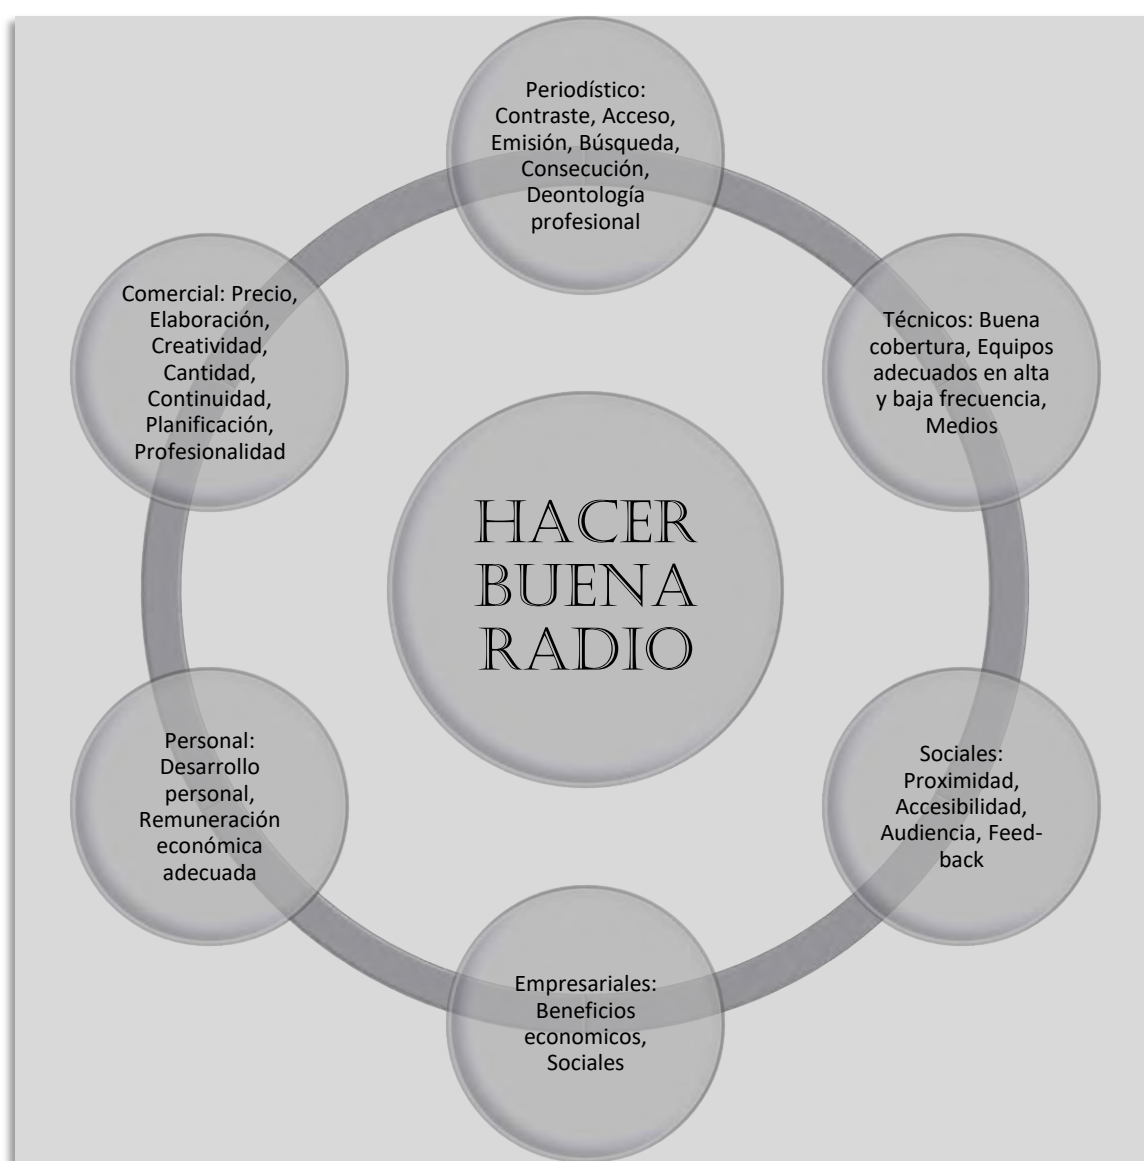 Periodístico:
Contraste, Acceso,
Emisión, Búsqueda,
Consecución,
Deontología
profesional
Técnicos: Buena
cobertura, Equipos
adecuados en alta
y baja frecuencia,
Medios
Sociales:
Proximidad,
Accesibilidad,
Audiencia, Feed-
back
Empresariales:
Beneficios
economicos,
Sociales
Personal:
Desarrollo
personal,
Remuneración
económica
adecuada
Comercial: Precio,
Elaboración,
Creatividad,
Cantidad,
Continuidad,
Planificación,
Profesionalidad
HACER
BUENA
RADIO